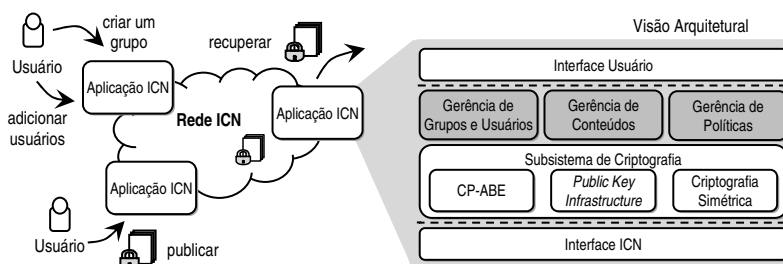 Visão Arquitetural
criar um
grupo
recuperar
Usuário
Aplicação ICN
adicionar
usuários
Rede ICN
Aplicação ICN
Aplicação ICN
Usuário
publicar
Interface Usuário
Gerência de
Grupos e Usuários
Gerência de
Conteúdos
Gerência de
Políticas
Subsistema de Criptografia
CP-ABE
Public Key
Infrastructure
Criptografia
Simétrica
Interface ICN